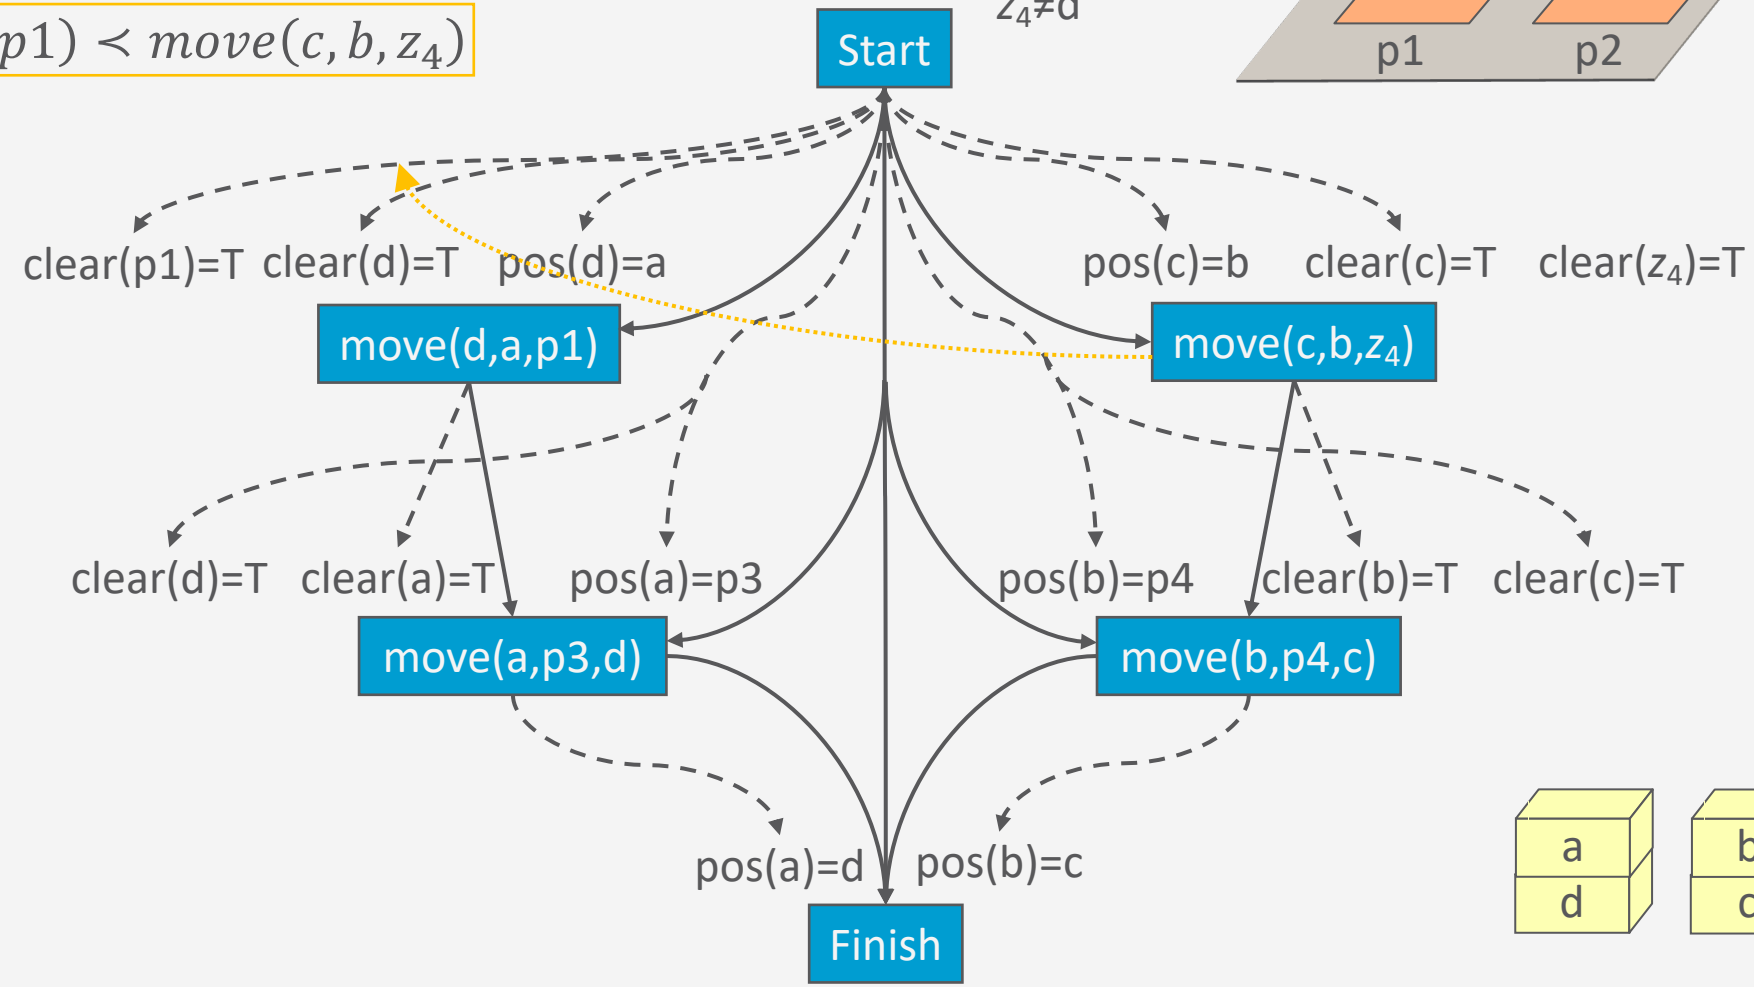 p1) ≺ move(c, b, z₄)
z₄≠d
Start
p1 p2
clear(p1)=T clear(d)=T pos(d)=a pos(c)=b clear(c)=T clear(z₄)=T
move(d,a,p1) move(c,b,z₄)
clear(d)=T clear(a)=T pos(a)=p3 pos(b)=p4 clear(b)=T clear(c)=T
move(a,p3,d) move(b,p4,c)
a b
pos(a)=d pos(b)=c
d c
Finish